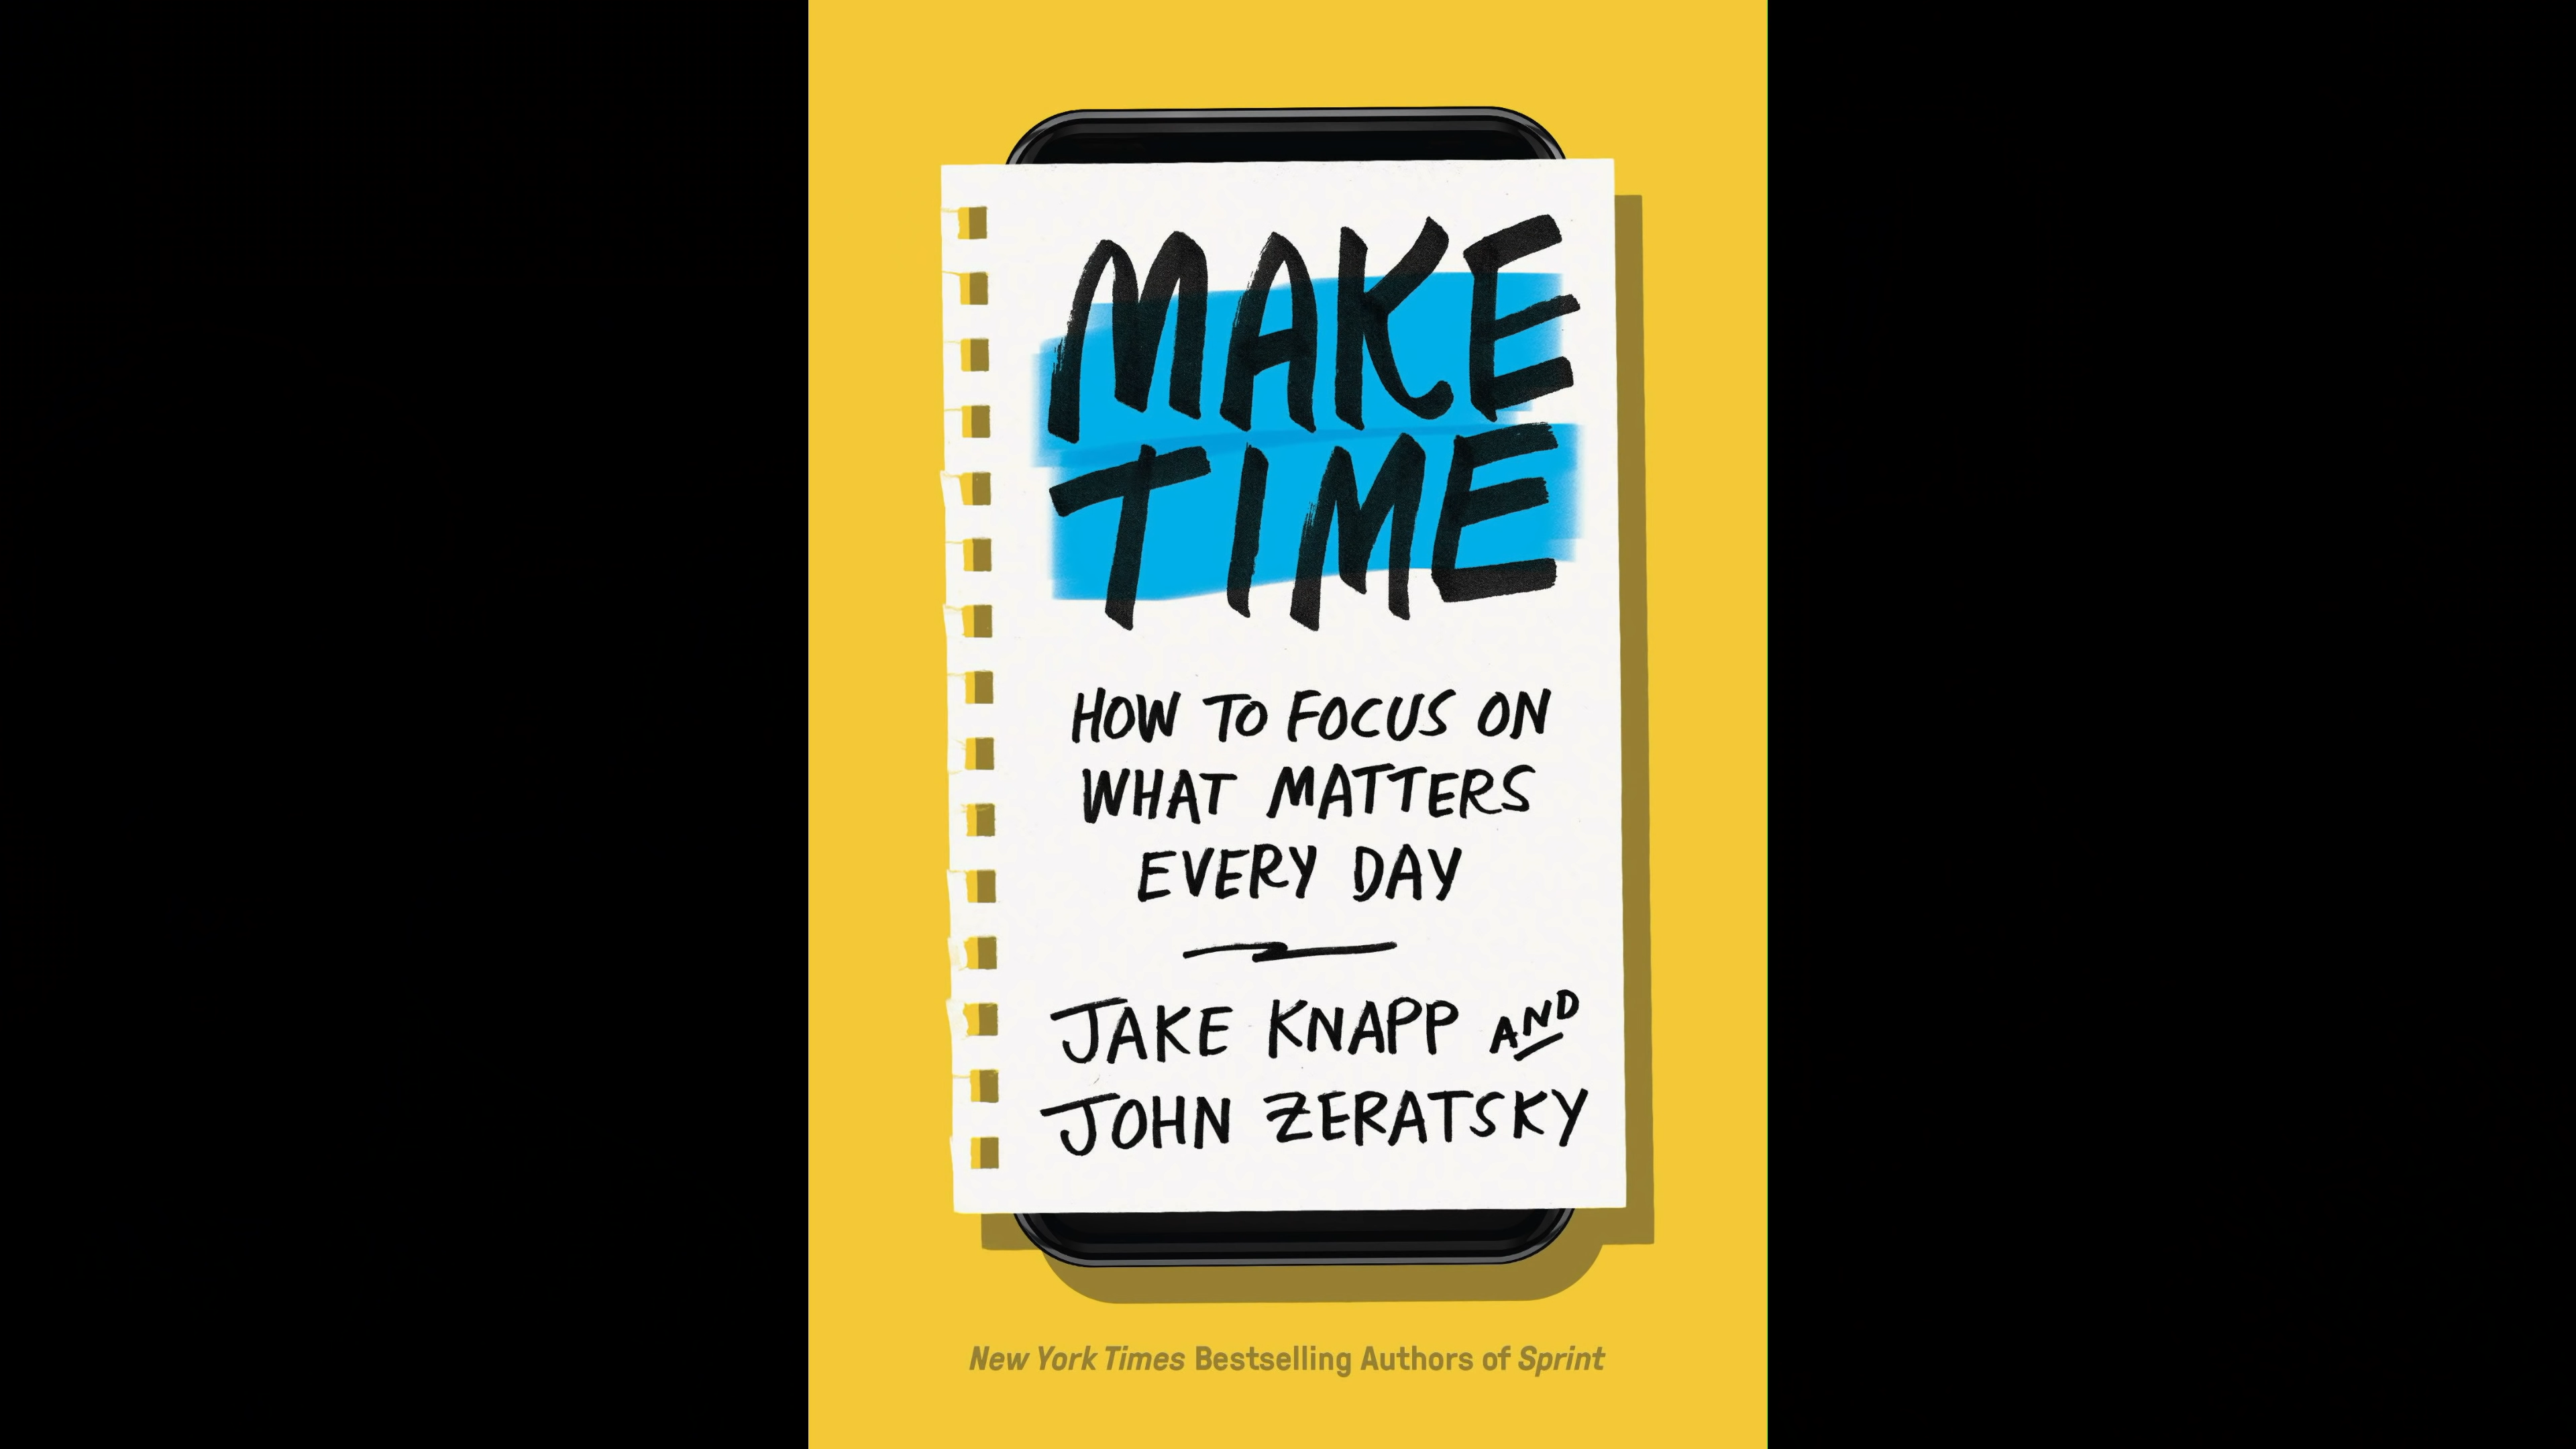 MAKE
TIME
HOW TO FOCUS ON
WHAT MATTERS
EVERY DAY
JAKE KNAPP AND
JOHN ZERATSKY
New York Times Bestselling Authors of Sprint